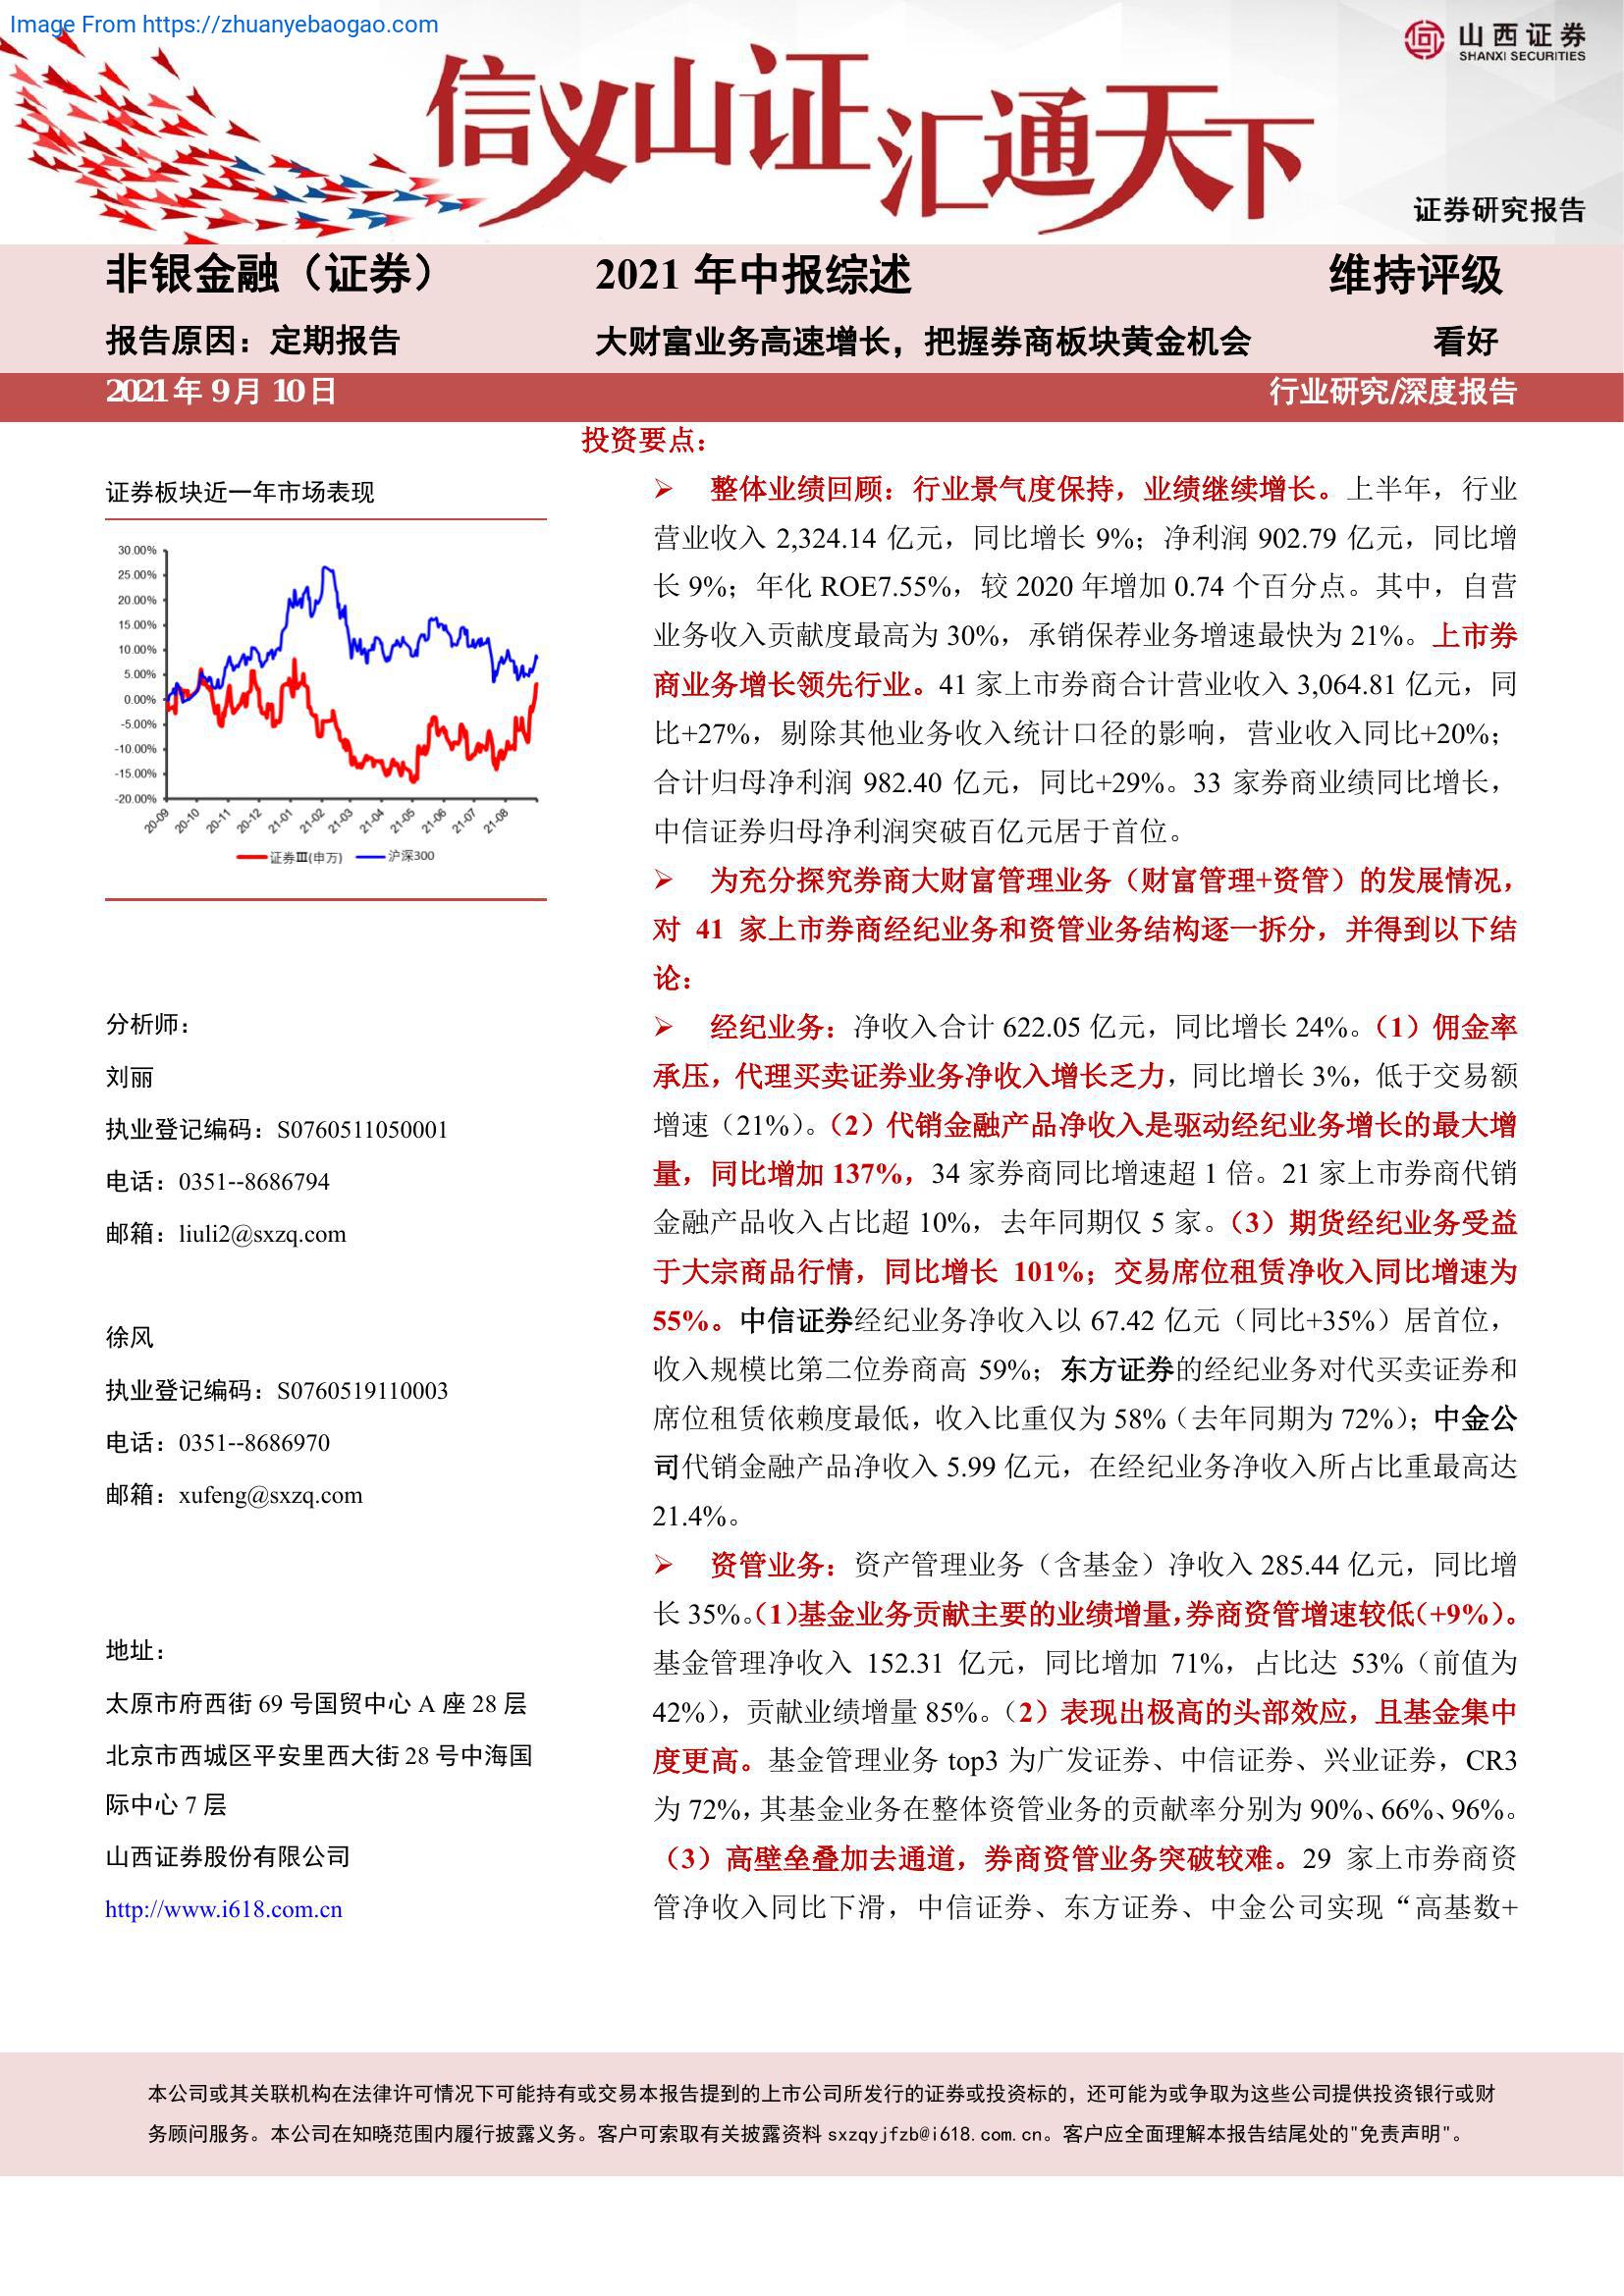 Image From https://zhuanyebaogao.com
山西证券
SHANXI SECURITIES
信义山证汇通天下
证券研究报告
非银金融（证券）
2021 年中报综述
维持评级
报告原因：定期报告
大财富业务高速增长，把握券商板块黄金机会
看好
2021 年 9 月 10 日
行业研究/深度报告
证券板块近一年市场表现
30.00%
25.00%
20.00%
15.00%
10.00%
5.00%
0.00%
-5.00%
-10.00%
-15.00%
-20.00%
20-09 20-10 20-11 20-12 21-01 21-02 21-03 21-04 21-05 21-06 21-07 21-08
证券Ⅲ(申万) 沪深300
分析师：
刘丽
执业登记编码：S0760511050001
电话：0351--8686794
邮箱：liuli2@sxzq.com
徐风
执业登记编码：S0760519110003
电话：0351--8686970
邮箱：xufeng@sxzq.com
地址：
太原市府西街 69 号国贸中心 A 座 28 层
北京市西城区平安里西大街 28 号中海国
际中心 7 层
山西证券股份有限公司
http://www.i618.com.cn
投资要点：
➢ 整体业绩回顾：行业景气度保持，业绩继续增长。上半年，行业
营业收入 2,324.14 亿元，同比增长 9%；净利润 902.79 亿元，同比增
长 9%；年化 ROE7.55%，较 2020 年增加 0.74 个百分点。其中，自营
业务收入贡献度最高为 30%，承销保荐业务增速最快为 21%。上市券
商业务增长领先行业。41 家上市券商合计营业收入 3,064.81 亿元，同
比+27%，剔除其他业务收入统计口径的影响，营业收入同比+20%；
合计归母净利润 982.40 亿元，同比+29%。33 家券商业绩同比增长，
中信证券归母净利润突破百亿元居于首位。
➢ 为充分探究券商大财富管理业务（财富管理+资管）的发展情况，
对 41 家上市券商经纪业务和资管业务结构逐一拆分，并得到以下结
论：
➢ 经纪业务：净收入合计 622.05 亿元，同比增长 24%。（1）佣金率
承压，代理买卖证券业务净收入增长乏力，同比增长 3%，低于交易额
增速（21%）。（2）代销金融产品净收入是驱动经纪业务增长的最大增
量，同比增加 137%，34 家券商同比增速超 1 倍。21 家上市券商代销
金融产品收入占比超 10%，去年同期仅 5 家。（3）期货经纪业务受益
于大宗商品行情，同比增长 101%；交易席位租赁净收入同比增速为
55%。中信证券经纪业务净收入以 67.42 亿元（同比+35%）居首位，
收入规模比第二位券商高 59%；东方证券的经纪业务对代买卖证券和
席位租赁依赖度最低，收入比重仅为 58%（去年同期为 72%）；中金公
司代销金融产品净收入 5.99 亿元，在经纪业务净收入所占比重最高达
21.4%。
➢ 资管业务：资产管理业务（含基金）净收入 285.44 亿元，同比增
长 35%。（1）基金业务贡献主要的业绩增量，券商资管增速较低（+9%）。
基金管理净收入 152.31 亿元，同比增加 71%，占比达 53%（前值为
42%），贡献业绩增量 85%。（2）表现出极高的头部效应，且基金集中
度更高。基金管理业务 top3 为广发证券、中信证券、兴业证券，CR3
为 72%，其基金业务在整体资管业务的贡献率分别为 90%、66%、96%。
（3）高壁垒叠加去通道，券商资管业务突破较难。29 家上市券商资
管净收入同比下滑，中信证券、东方证券、中金公司实现“高基数+
本公司或其关联机构在法律许可情况下可能持有或交易本报告提到的上市公司所发行的证券或投资标的，还可能为或争取为这些公司提供投资银行或财
务顾问服务。本公司在知晓范围内履行披露义务。客户可索取有关披露资料 sxzqyjfzb@i618.com.cn。客户应全面理解本报告结尾处的"免责声明"。